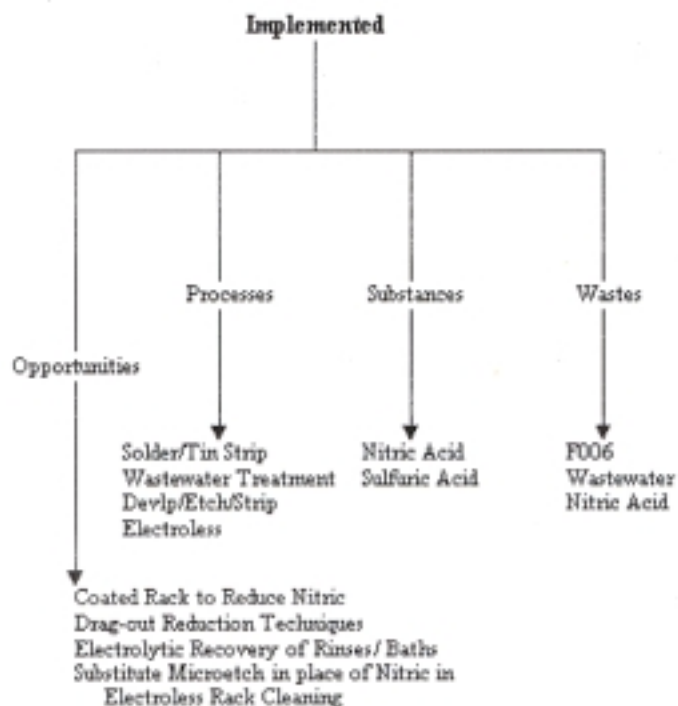 Implemented
Processes
Substances
Wastes
Opportunities
Solder/Tin Strip
Wastewater Treatment
Devlp/Etch/Strip
Electroless
Nitric Acid
Sulfuric Acid
F006
Wastewater
Nitric Acid
Coated Rack to Reduce Nitric
Drag-out Reduction Techniques
Electrolytic Recovery of Rinses/ Baths
Substitute Microetch in place of Nitric in
Electroless Rack Cleaning